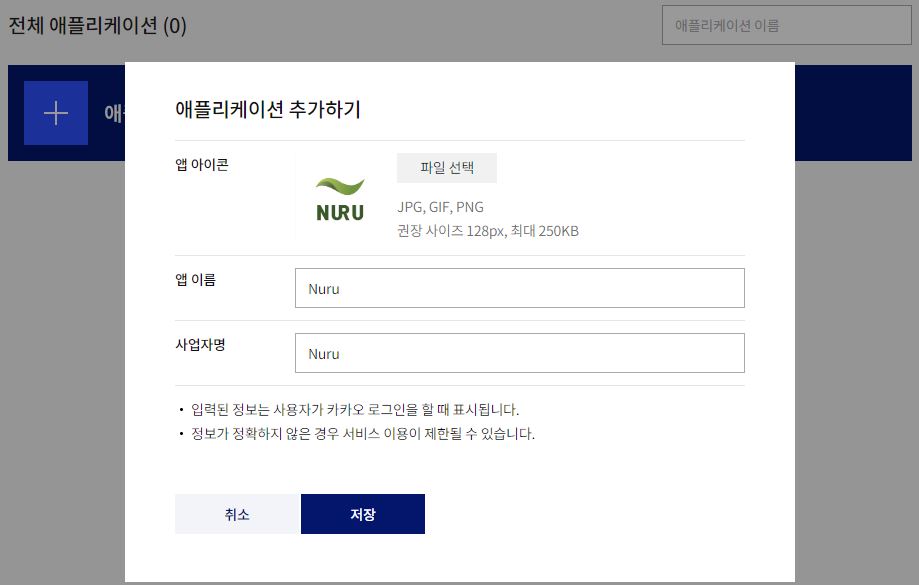 전체 애플리케이션 (0)
애플리케이션 이름
애플리케이션 추가하기
앱 아이콘
NURU
파일 선택
JPG, GIF, PNG
권장 사이즈 128px, 최대 250KB
앱 이름
Nuru
사업자명
Nuru
• 입력된 정보는 사용자가 카카오 로그인을 할 때 표시됩니다.
• 정보가 정확하지 않은 경우 서비스 이용이 제한될 수 있습니다.
취소
저장